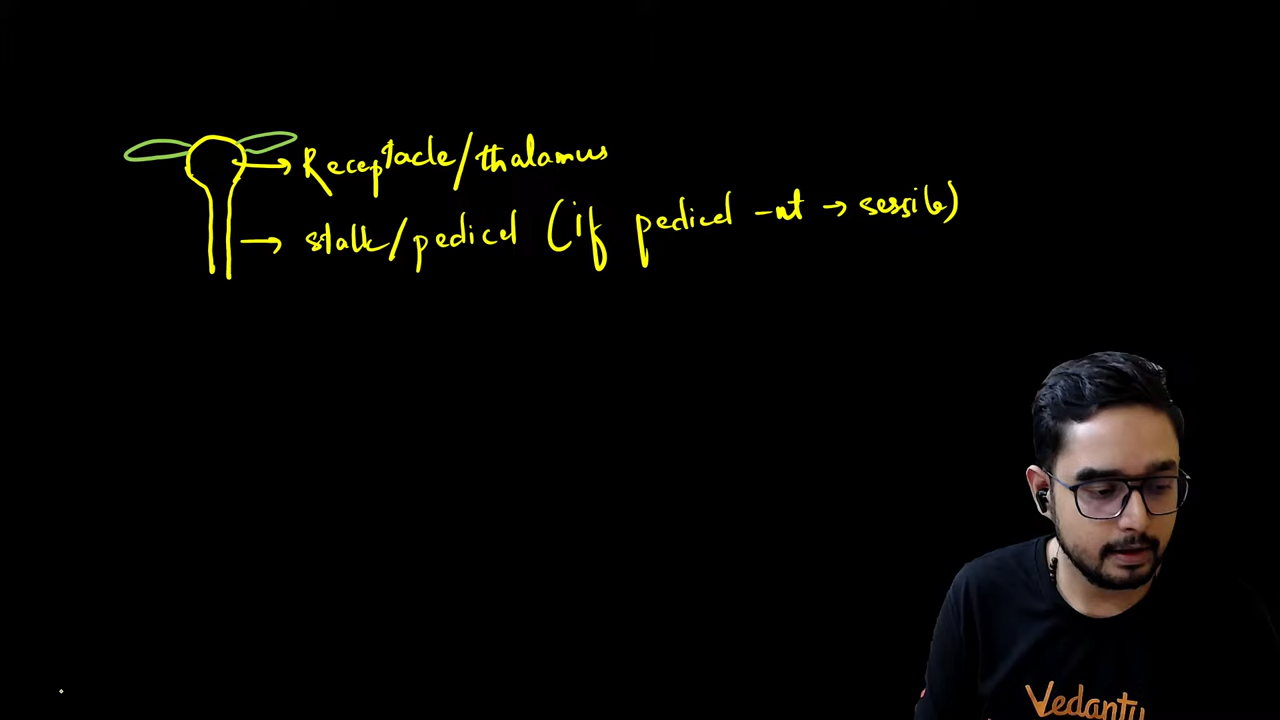 Receptacle/thalamus
stalk/pedicel (if pedicel -nt → sessile)
Vedantu